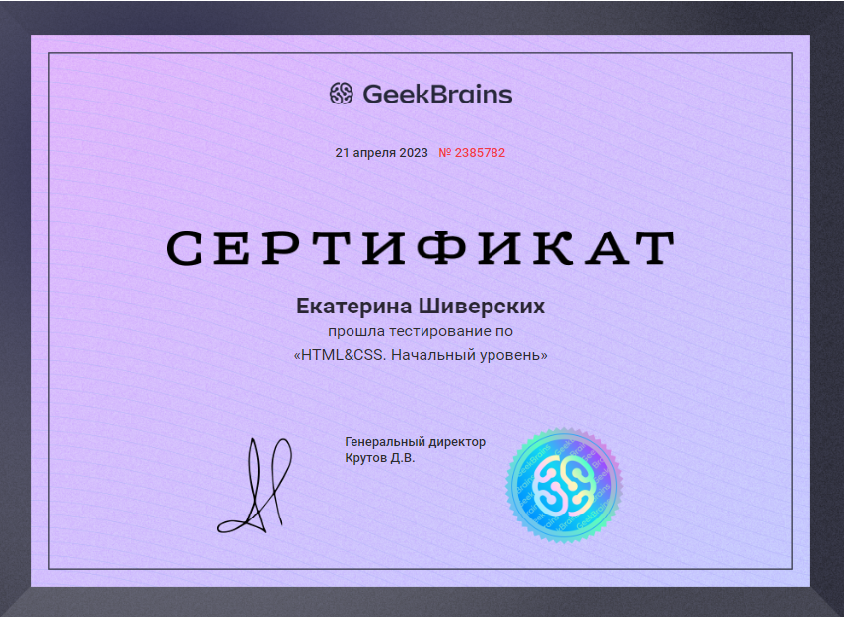 GeekBrains
21 апреля 2023 № 2385782
СЕРТИФИКАТ
Екатерина Шиверских
прошла тестирование по
«HTML&CSS. Начальный уровень»
Генеральный директор
Крутов Д.В.